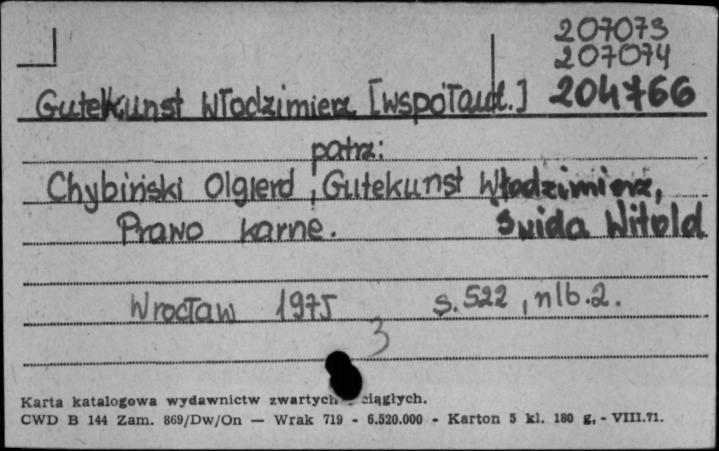 207073
207074
204766
Gutekunst Włodzimierz [współaut.]
patrz:
Chybiński Olgierd, Gutekunst Włodzimierz,
Prawo karne. Świda Witold
Wrocław 1975 s. 522, nlb. 2.
3
Karta katalogowa wydawnictw zwartych - ciągłych.
CWD B 144 Zam. 869/Dw/On — Wrak 719 - 6.520.000 - Karton 5 kl. 180 g, - VIII.71.